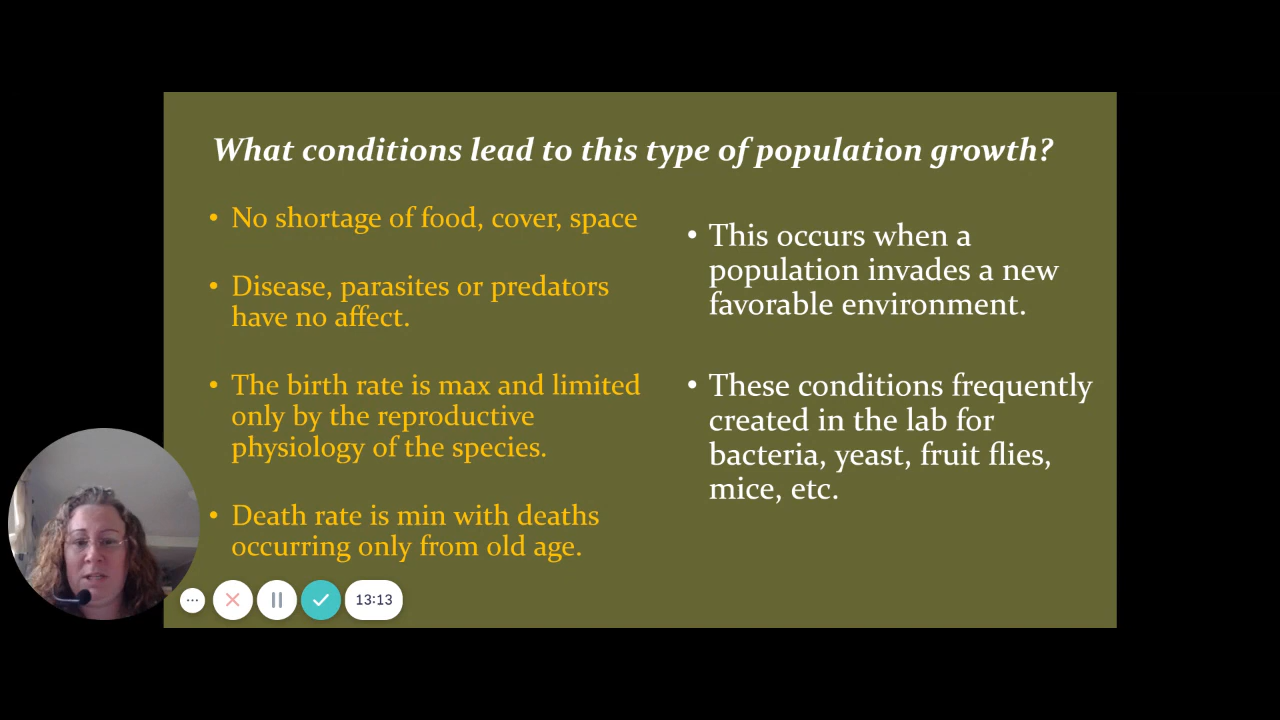 What conditions lead to this type of population growth?
• No shortage of food, cover, space
• Disease, parasites or predators
have no affect.
• The birth rate is max and limited
only by the reproductive
physiology of the species.
• Death rate is min with deaths
occurring only from old age.
• This occurs when a
population invades a new
favorable environment.
• These conditions frequently
created in the lab for
bacteria, yeast, fruit flies,
mice, etc.
13:13